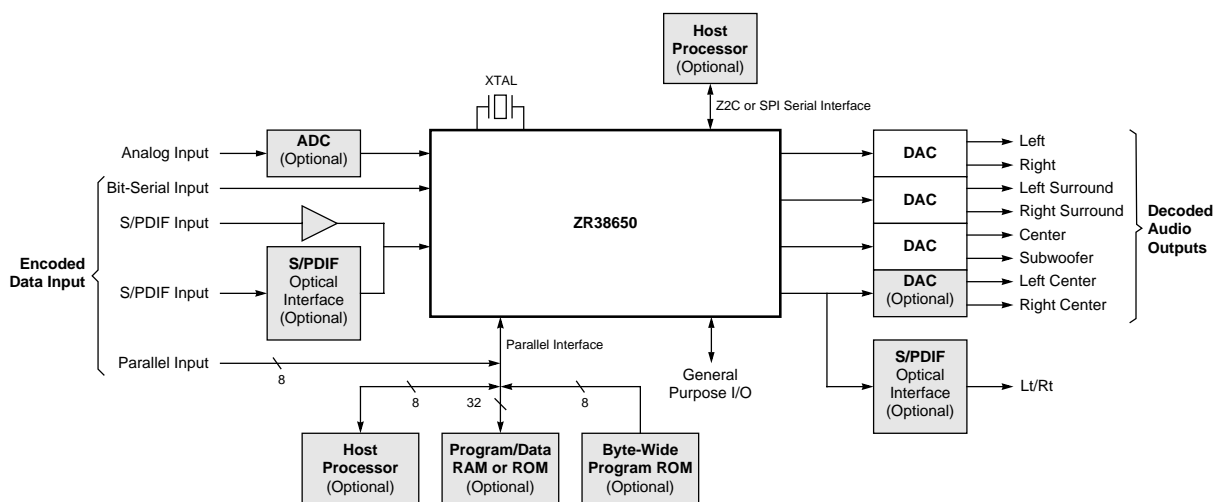 Host
Processor
(Optional)
XTAL
Z2C or SPI Serial Interface
Analog Input
ADC
(Optional)
Bit-Serial Input
S/PDIF Input
Encoded
Data Input
S/PDIF Input
S/PDIF
Optical
Interface
(Optional)
Parallel Input
8
ZR38650
Parallel Interface
General
Purpose I/O
8
32
8
Host
Processor
(Optional)
Program/Data
RAM or ROM
(Optional)
Byte-Wide
Program ROM
(Optional)
DAC
Left
Right
DAC
Left Surround
Right Surround
DAC
Center
Subwoofer
DAC
(Optional)
Left Center
Right Center
Decoded
Audio
Outputs
S/PDIF
Optical
Interface
(Optional)
Lt/Rt